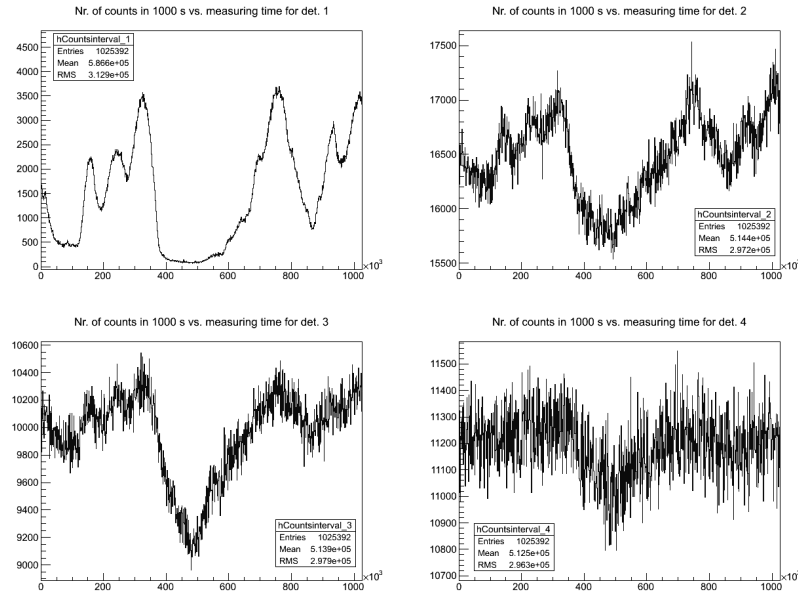 Nr. of counts in 1000 s vs. measuring time for det. 1
hCountsinterval_1
Entries 1025392
Mean 5.866e+05
RMS 3.129e+05
4500
4000
3500
3000
2500
2000
1500
1000
500
0
0 200 400 600 800 1000 ×10³
Nr. of counts in 1000 s vs. measuring time for det. 2
17500
17000
16500
16000
15500
hCountsinterval_2
Entries 1025392
Mean 5.144e+05
RMS 2.972e+05
0 200 400 600 800 1000 ×10
Nr. of counts in 1000 s vs. measuring time for det. 3
10600
10400
10200
10000
9800
9600
9400
9200
9000
hCountsinterval_3
Entries 1025392
Mean 5.139e+05
RMS 2.979e+05
0 200 400 600 800 1000 ×10³
Nr. of counts in 1000 s vs. measuring time for det. 4
11500
11400
11300
11200
11100
11000
10900
10800
10700
hCountsinterval_4
Entries 1025392
Mean 5.125e+05
RMS 2.963e+05
0 200 400 600 800 1000 ×10